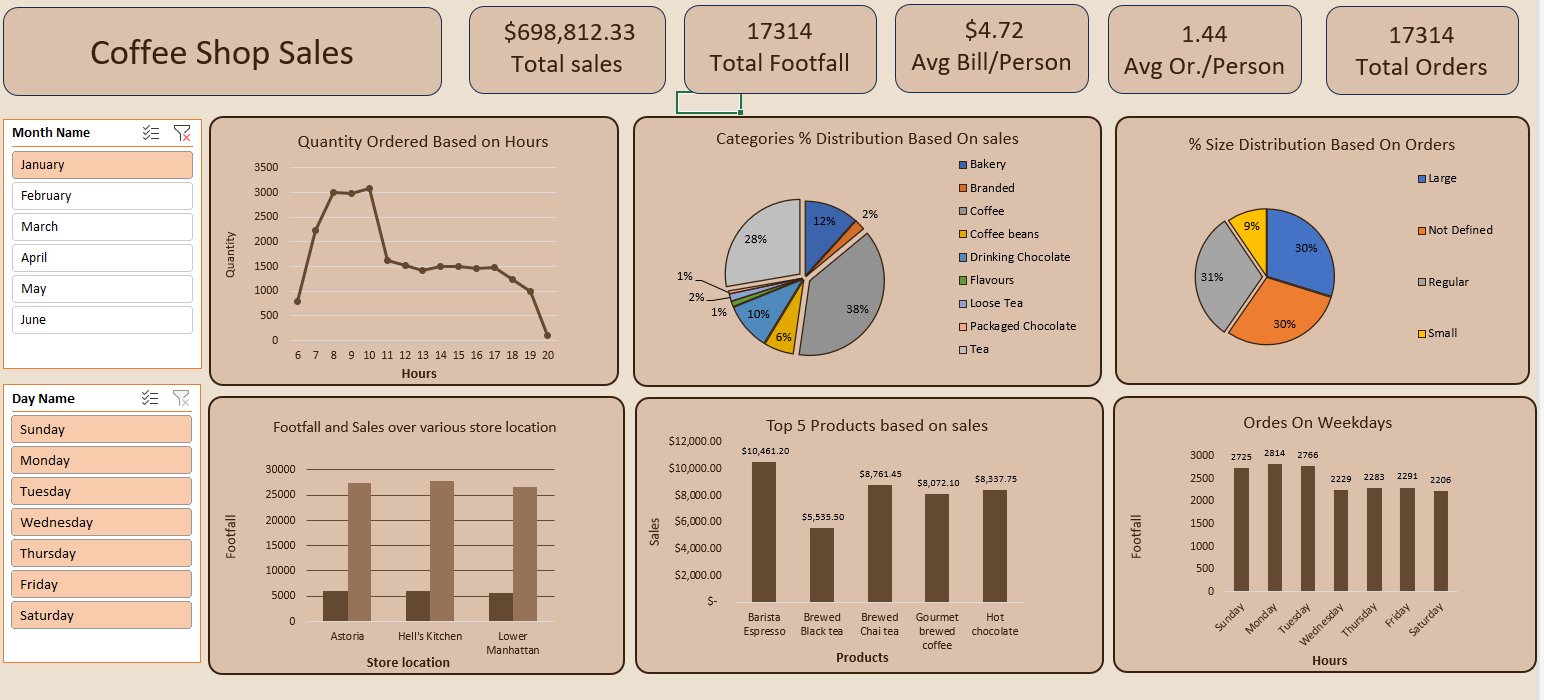 Coffee Shop Sales
$698,812.33
Total sales
17314
Total Footfall
$4.72
Avg Bill/Person
1.44
Avg Or./Person
17314
Total Orders
Month Name
January
February
March
April
May
June
Day Name
Sunday
Monday
Tuesday
Wednesday
Thursday
Friday
Saturday
Quantity Ordered Based on Hours
Quantity
3500
3000
2500
2000
1500
1000
500
0
6 7 8 9 10 11 12 13 14 15 16 17 18 19 20
Hours
Categories % Distribution Based On sales
12%
2%
38%
6%
10%
1%
2%
1%
28%
Bakery
Branded
Coffee
Coffee beans
Drinking Chocolate
Flavours
Loose Tea
Packaged Chocolate
Tea
% Size Distribution Based On Orders
30%
30%
31%
9%
Large
Not Defined
Regular
Small
Footfall and Sales over various store location
Footfall
30000
25000
20000
15000
10000
5000
0
Astoria
Hell's Kitchen
Lower
Manhattan
Store location
Top 5 Products based on sales
Sales
$12,000.00
$10,000.00
$8,000.00
$6,000.00
$4,000.00
$2,000.00
$-
$10,461.20
$5,535.50
$8,761.45
$8,072.10
$8,337.75
Barista
Espresso
Brewed
Black tea
Brewed
Chai tea
Gourmet
brewed
coffee
Hot
chocolate
Products
Ordes On Weekdays
Footfall
3000
2500
2000
1500
1000
500
0
2725
2814
2766
2229
2283
2291
2206
Sunday
Monday
Tuesday
Wednesday
Thursday
Friday
Saturday
Hours